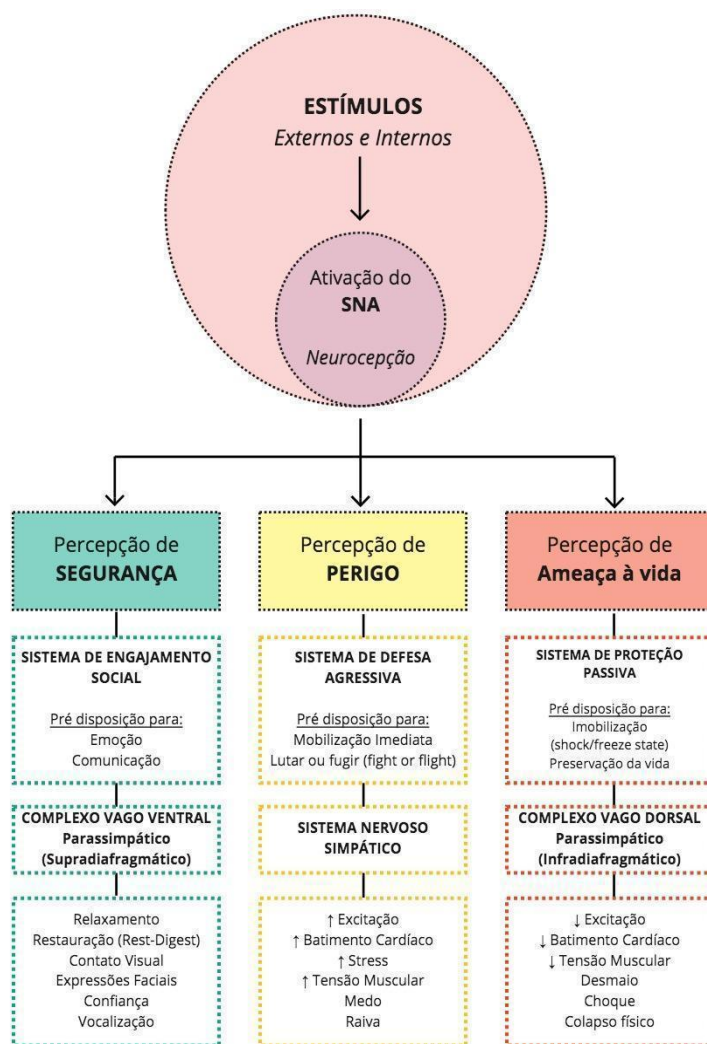 ESTÍMULOS
Externos e Internos
Ativação do
SNA
Neurocepção
Percepção de
SEGURANÇA
SISTEMA DE ENGAJAMENTO
SOCIAL
Pré disposição para:
Emoção
Comunicação
COMPLEXO VAGO VENTRAL
Parassimpático
(Supradiafragmático)
Relaxamento
Restauração (Rest-Digest)
Contato Visual
Expressões Faciais
Confiança
Vocalização
Percepção de
PERIGO
SISTEMA DE DEFESA
AGRESSIVA
Pré disposição para:
Mobilização Imediata
Lutar ou fugir (fight or flight)
SISTEMA NERVOSO
SIMPÁTICO
↑ Excitação
↑ Batimento Cardíaco
↑ Stress
↑ Tensão Muscular
Medo
Raiva
Percepção de
Ameaça à vida
SISTEMA DE PROTEÇÃO
PASSIVA
Pré disposição para:
Imobilização
(shock/freeze state)
Preservação da vida
COMPLEXO VAGO DORSAL
Parassimpático
(Infradiafragmático)
↓ Excitação
↓ Batimento Cardíaco
↓ Tensão Muscular
Desmaio
Choque
Colapso físico